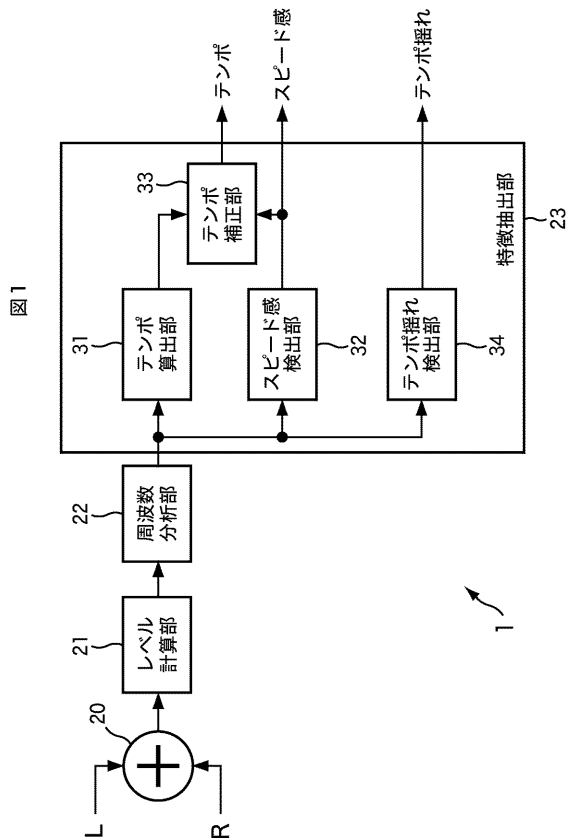 図1
L
R
20
21
レベル
計算部
22
周波数
分析部
31
テンポ
算出部
スピード感
検出部
32
テンポ揺れ
検出部
34
33
テンポ
補正部
特徴抽出部
23
テンポ
スピード感
テンポ揺れ
1